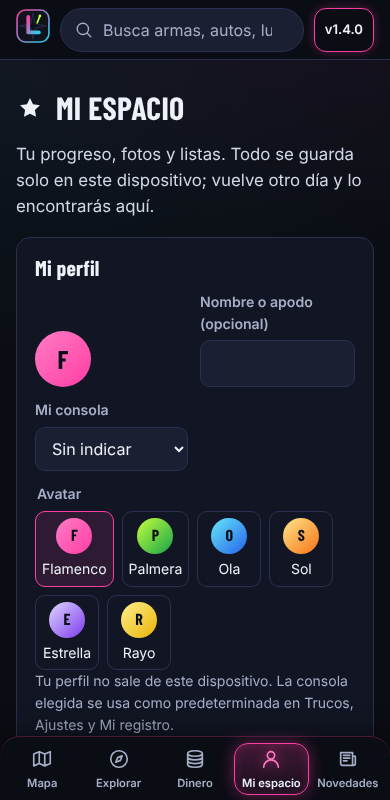 L
Busca armas, autos, lu
v1.4.0
MI ESPACIO
Tu progreso, fotos y listas. Todo se guarda
solo en este dispositivo; vuelve otro día y lo
encontrarás aquí.
Mi perfil
F
Nombre o apodo
(opcional)
Mi consola
Sin indicar
Avatar
F
Flamenco
P
Palmera
O
Ola
S
Sol
E
Estrella
R
Rayo
Tu perfil no sale de este dispositivo. La consola
elegida se usa como predeterminada en Trucos,
Ajustes y Mi registro.
Mapa
Explorar
Dinero
Mi espacio
Novedades